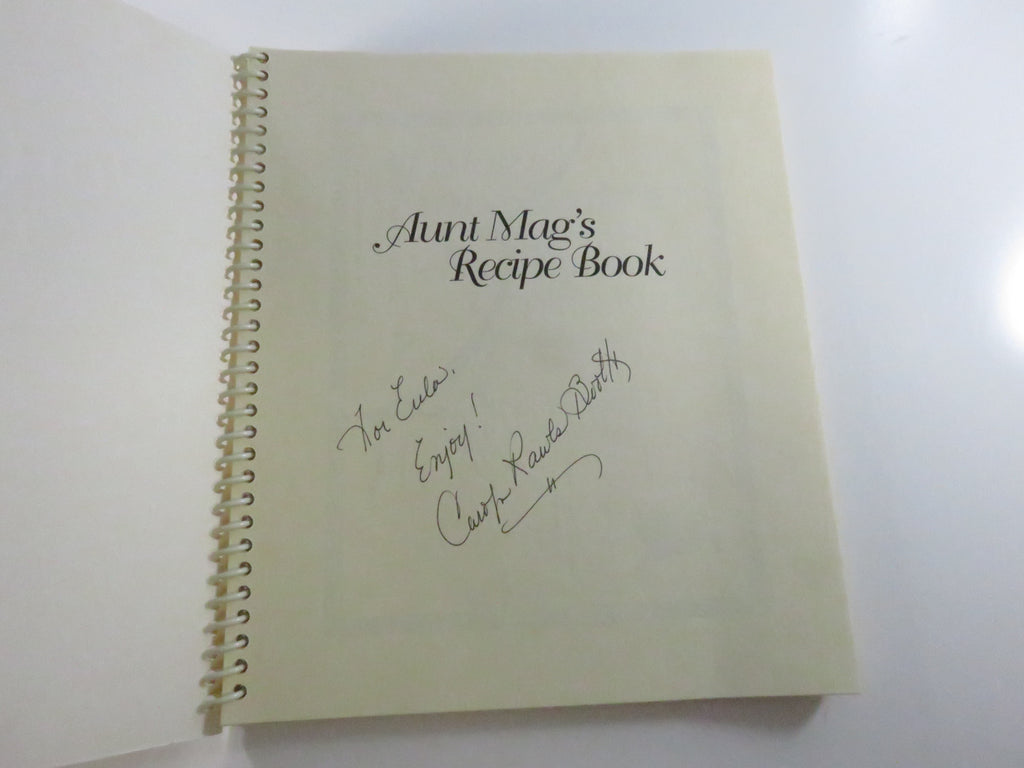 Aunt Mag's
Recipe Book
For Eula,
Enjoy!
Carolyn Rawls Booth